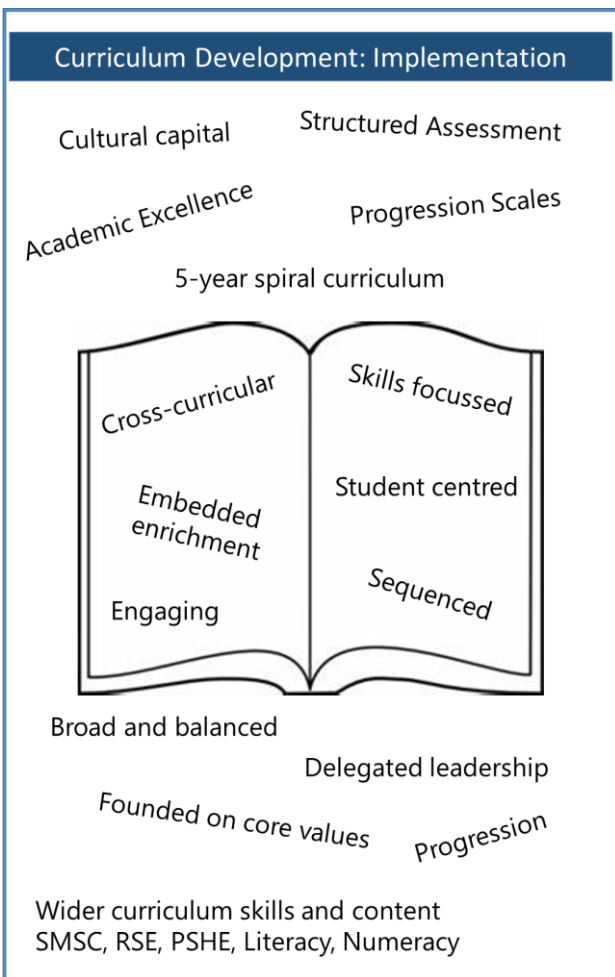 Curriculum Development: Implementation
Cultural capital
Structured Assessment
Academic Excellence
Progression Scales
5-year spiral curriculum
Cross-curricular
Embedded
enrichment
Engaging
Skills focussed
Student centred
Sequenced
Broad and balanced
Delegated leadership
Founded on core values
Progression
Wider curriculum skills and content
SMSC, RSE, PSHE, Literacy, Numeracy